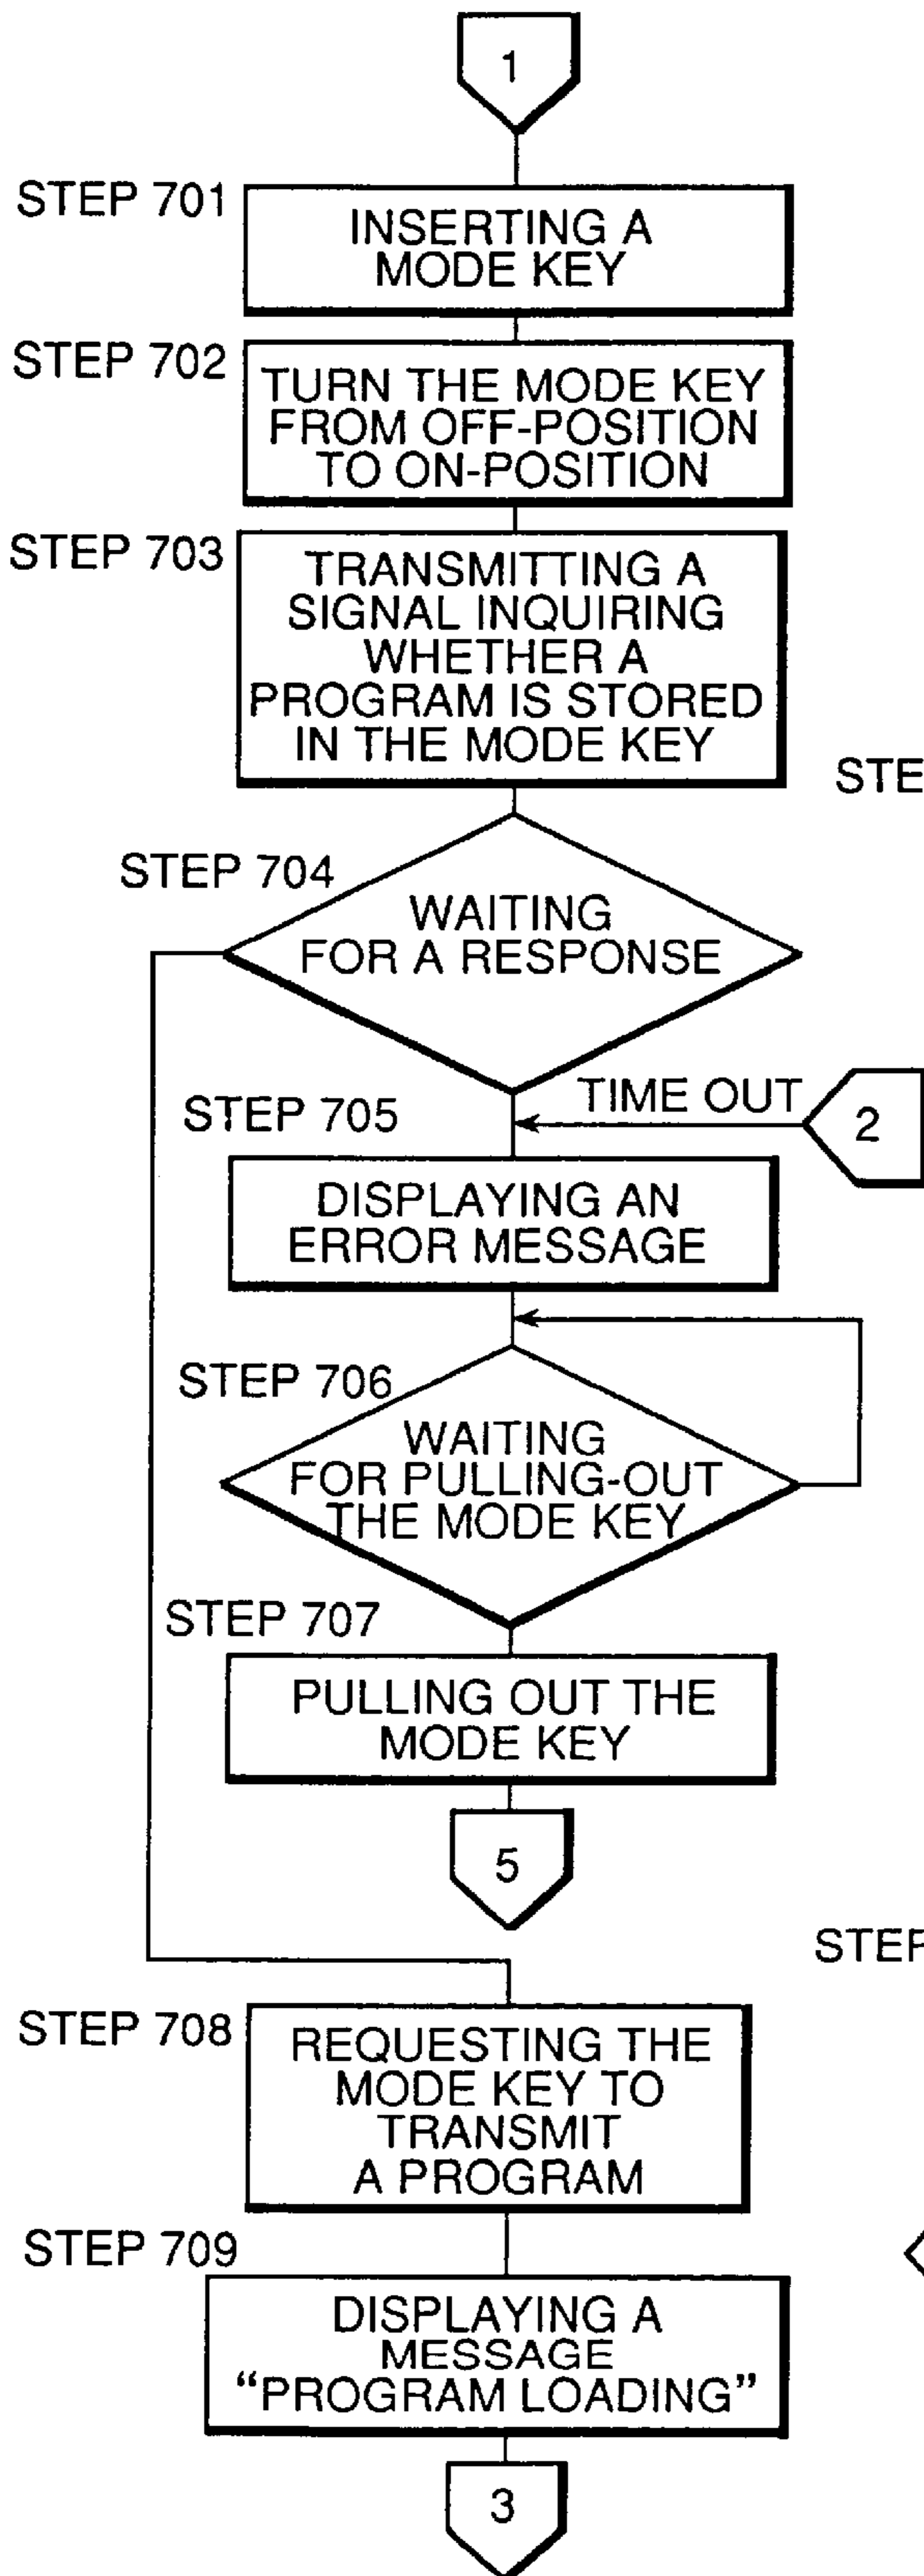 1
STEP 701
INSERTING A
MODE KEY
STEP 702
TURN THE MODE KEY
FROM OFF-POSITION
TO ON-POSITION
STEP 703
TRANSMITTING A
SIGNAL INQUIRING
WHETHER A
PROGRAM IS STORED
IN THE MODE KEY
STE
STEP 704
WAITING
FOR A RESPONSE
TIME OUT
2
STEP 705
DISPLAYING AN
ERROR MESSAGE
STEP 706
WAITING
FOR PULLING-OUT
THE MODE KEY
STEP 707
PULLING OUT THE
MODE KEY
5
STEP
STEP 708
REQUESTING THE
MODE KEY TO
TRANSMIT
A PROGRAM
STEP 709
DISPLAYING A
MESSAGE
“PROGRAM LOADING”
3